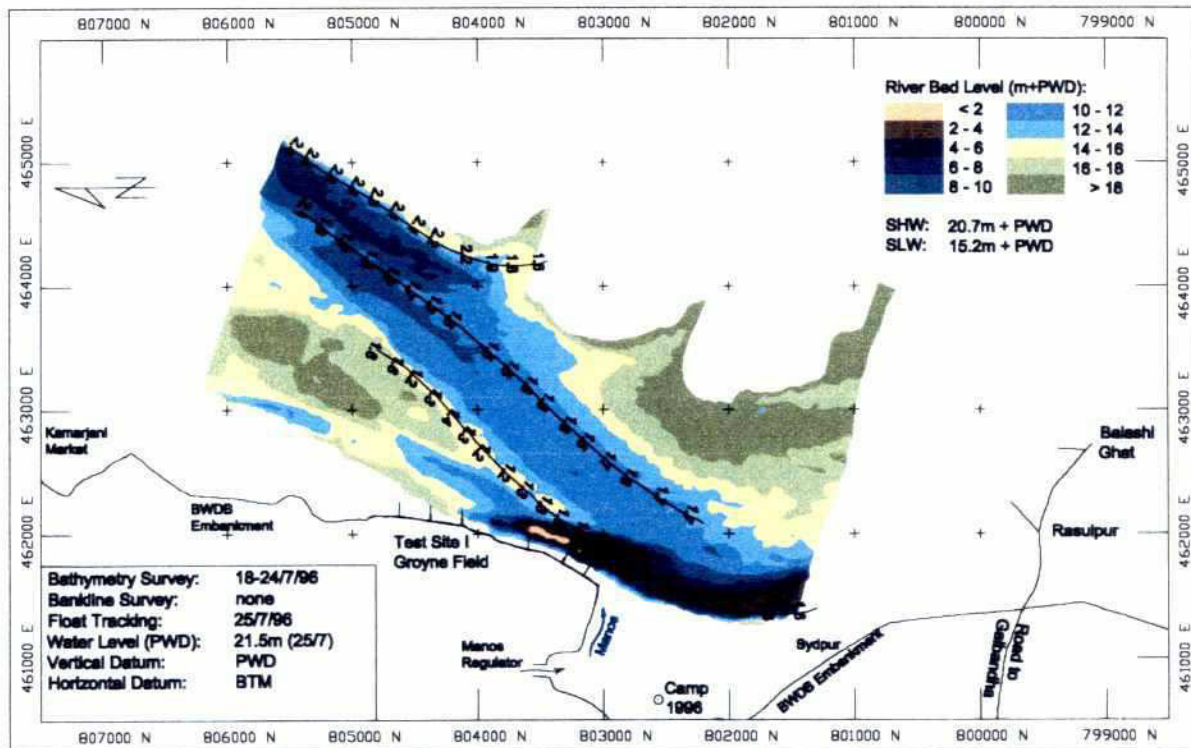 807000 N 806000 N 805000 N 804000 N 803000 N 802000 N 801000 N 800000 N 799000 N
River Bed Level (m+PWD):
< 2
2 - 4
4 - 6
6 - 8
8 - 10
10 - 12
12 - 14
14 - 16
16 - 18
> 18
SHW: 20.7m + PWD
SLW: 15.2m + PWD
465000 E
464000 E
463000 E
462000 E
461000 E
465000 E
464000 E
463000 E
462000 E
461000 E
Kamarjani
Market
BWDB
Embankment
Test Site I
Groyne Field
Balashi
Ghat
Rasulpur
Bathymetry Survey: 18-24/7/96
Bankline Survey: none
Float Tracking: 25/7/96
Water Level (PWD): 21.5m (25/7)
Vertical Datum: PWD
Horizontal Datum: BTM
Manos
Regulator
Manos
Camp
1996
Sydpur
BWDB Embankment
Road to
Gaibandha
807000 N 806000 N 805000 N 804000 N 803000 N 802000 N 801000 N 800000 N 799000 N